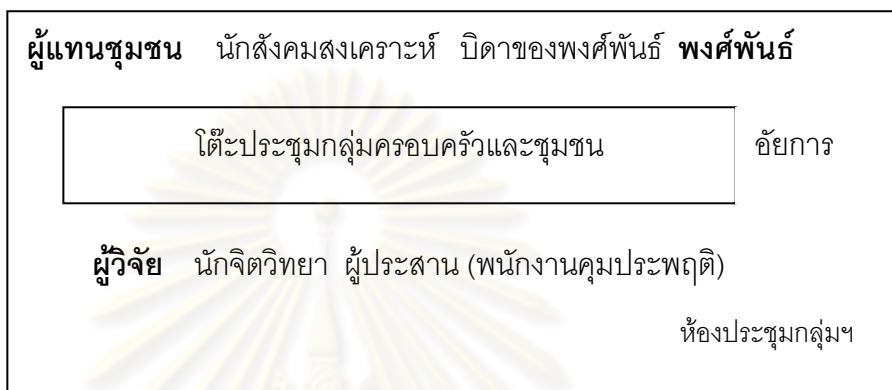 ผู้แทนชุมชน นักสังคมสงเคราะห์ บิดาของพงศ์พันธ์ พงศ์พันธ์
โต๊ะประชุมกลุ่มครอบครัวและชุมชน อัยการ
ผู้วิจัย นักจิตวิทยา ผู้ประสาน (พนักงานคุมประพฤติ)
ห้องประชุมกลุ่มฯ